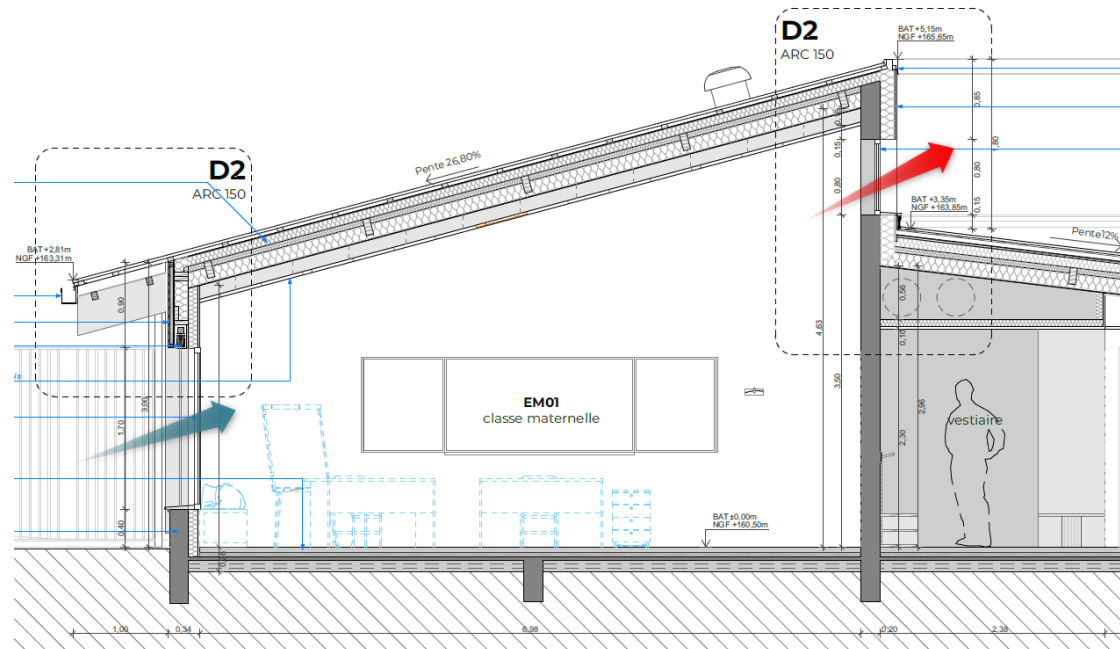 D2
ARC 150
BAT +5,15m
NGF +165,65m
0,85
1,80
Pente 26,80%
0,15
0,80
0,80
0,15
D2
ARC 150
BAT +3,35m
NGF +163,85m
Pente12%
BAT +2,81m
NGF +163,31m
0,90
0,56
4,63
0,10
3,50
EM01
classe maternelle
vestiaire
3,00
1,70
2,96
2,30
BAT ±0,00m
NGF +160,50m
0,40
1,00
0,34
6,98
0,20
2,38